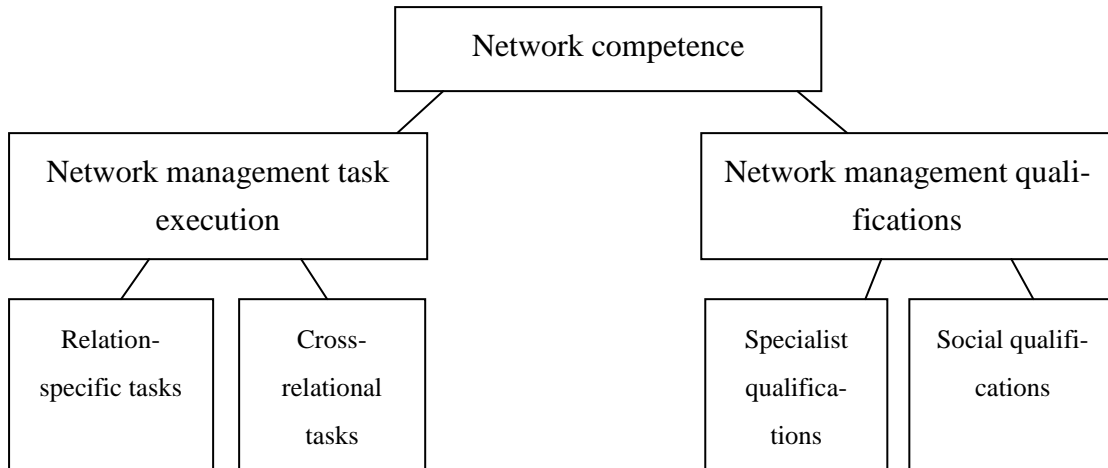 Network competence
Network management task
execution
Network management quali-
fications
Relation-
specific tasks
Cross-
relational
tasks
Specialist
qualifica-
tions
Social qualifi-
cations